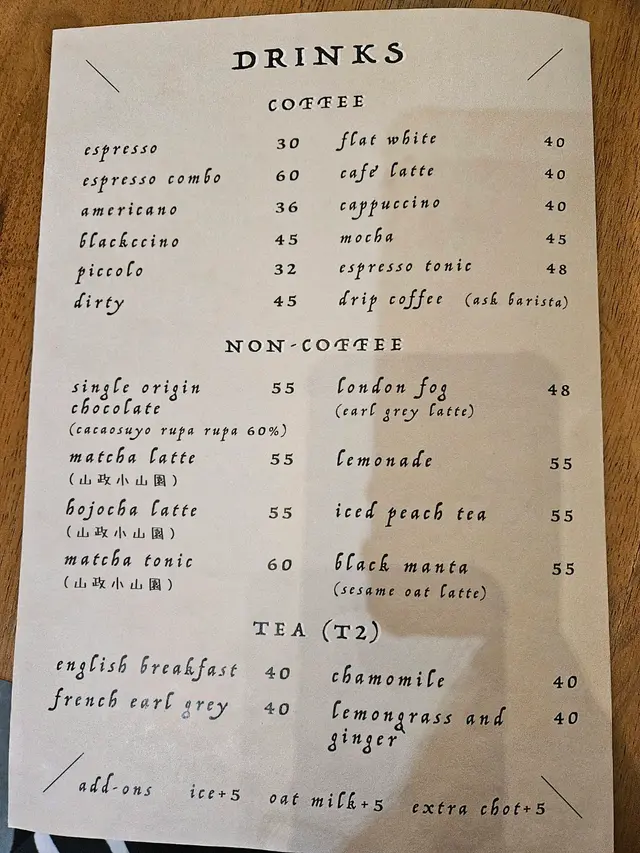 DRINKS
COFFEE
espresso 30
espresso combo 60
americano 36
blackccino 45
piccolo 32
dirty 45
flat white 40
café latte 40
cappuccino 40
mocha 45
espresso tonic 48
drip coffee (ask barista)
NON-COFFEE
single origin 55
chocolate
(cacaosuyo rupa rupa 60%)
matcha latte 55
(山政小山園)
hojocha latte 55
(山政小山園)
matcha tonic 60
(山政小山園)
london fog 48
(earl grey latte)
lemonade 55
iced peach tea 55
black manta 55
(sesame oat latte)
TEA (T2)
english breakfast 40
french earl grey 40
chamomile 40
lemongrass and 40
ginger
add-ons ice+5 oat milk+5 extra chot+5